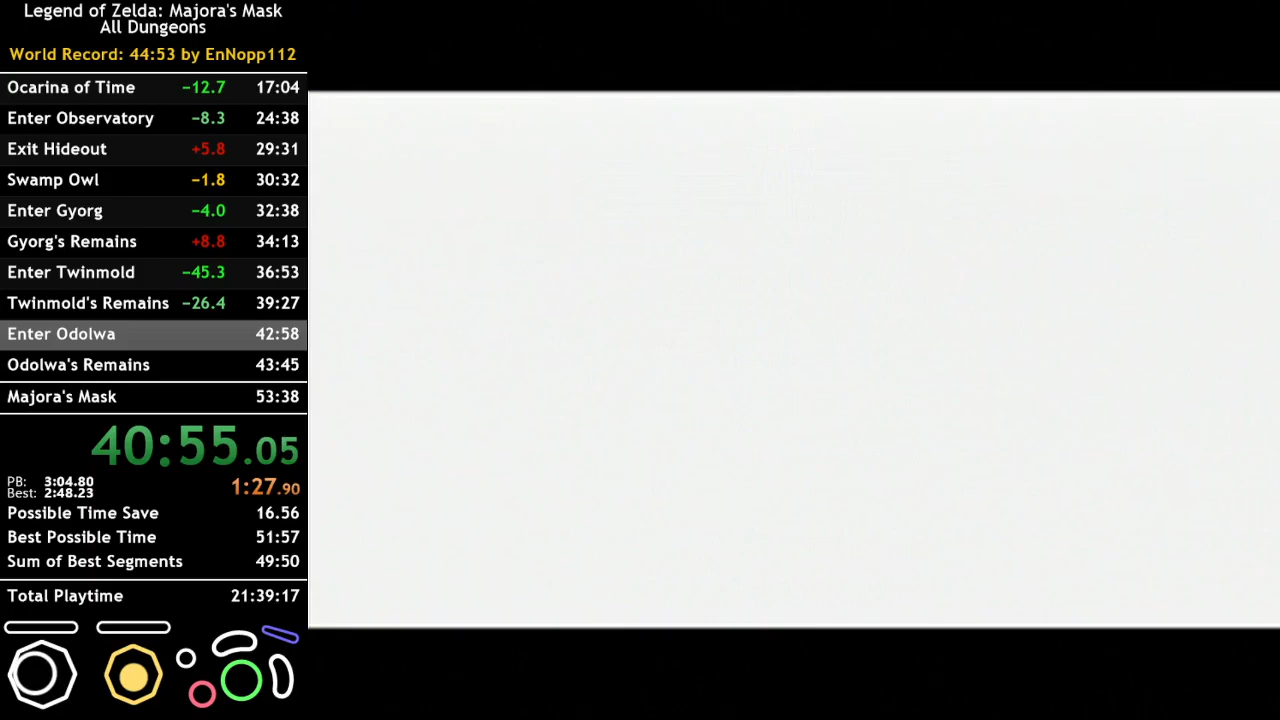 Legend of Zelda: Majora's Mask
All Dungeons
World Record: 44:53 by EnNopp112
Ocarina of Time −12.7 17:04
Enter Observatory −8.3 24:38
Exit Hideout +5.8 29:31
Swamp Owl −1.8 30:32
Enter Gyorg −4.0 32:38
Gyorg's Remains +8.8 34:13
Enter Twinmold −45.3 36:53
Twinmold's Remains −26.4 39:27
Enter Odolwa 42:58
Odolwa's Remains 43:45
Majora's Mask 53:38
40:55.05
PB: 3:04.80
Best: 2:48.23 1:27.90
Possible Time Save 16.56
Best Possible Time 51:57
Sum of Best Segments 49:50
Total Playtime 21:39:17